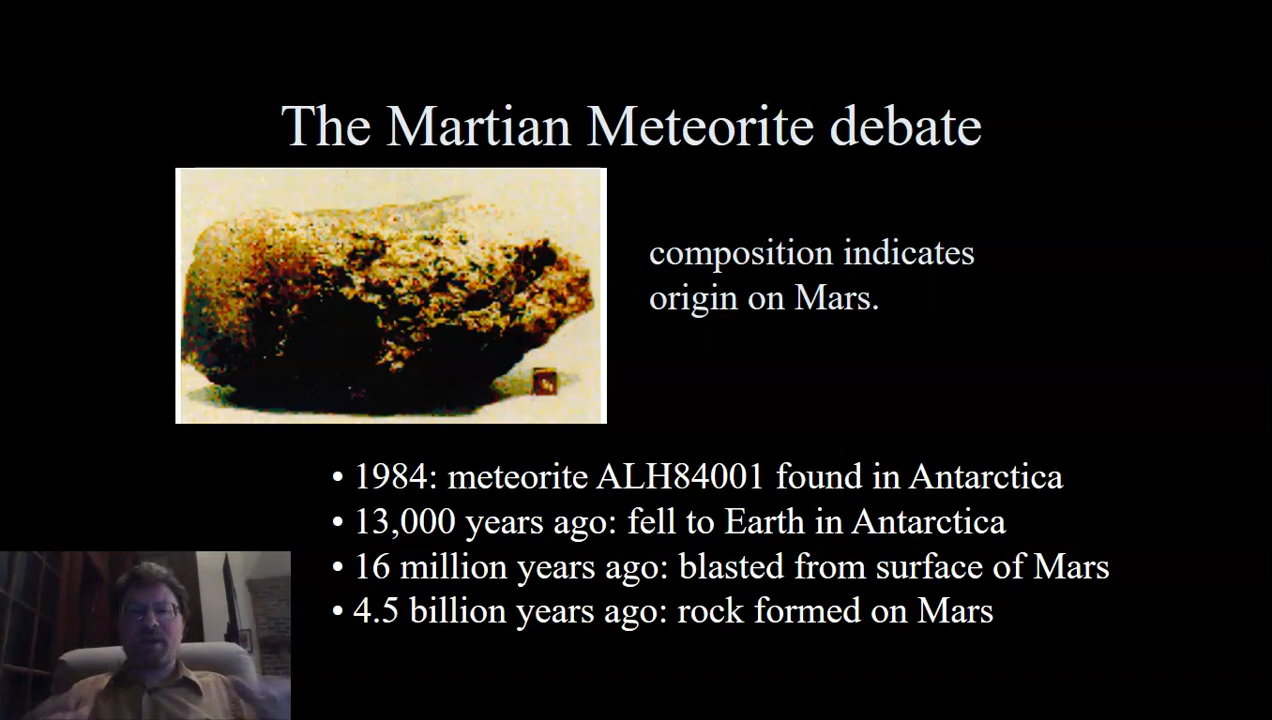 The Martian Meteorite debate
composition indicates
origin on Mars.
• 1984: meteorite ALH84001 found in Antarctica
• 13,000 years ago: fell to Earth in Antarctica
• 16 million years ago: blasted from surface of Mars
• 4.5 billion years ago: rock formed on Mars